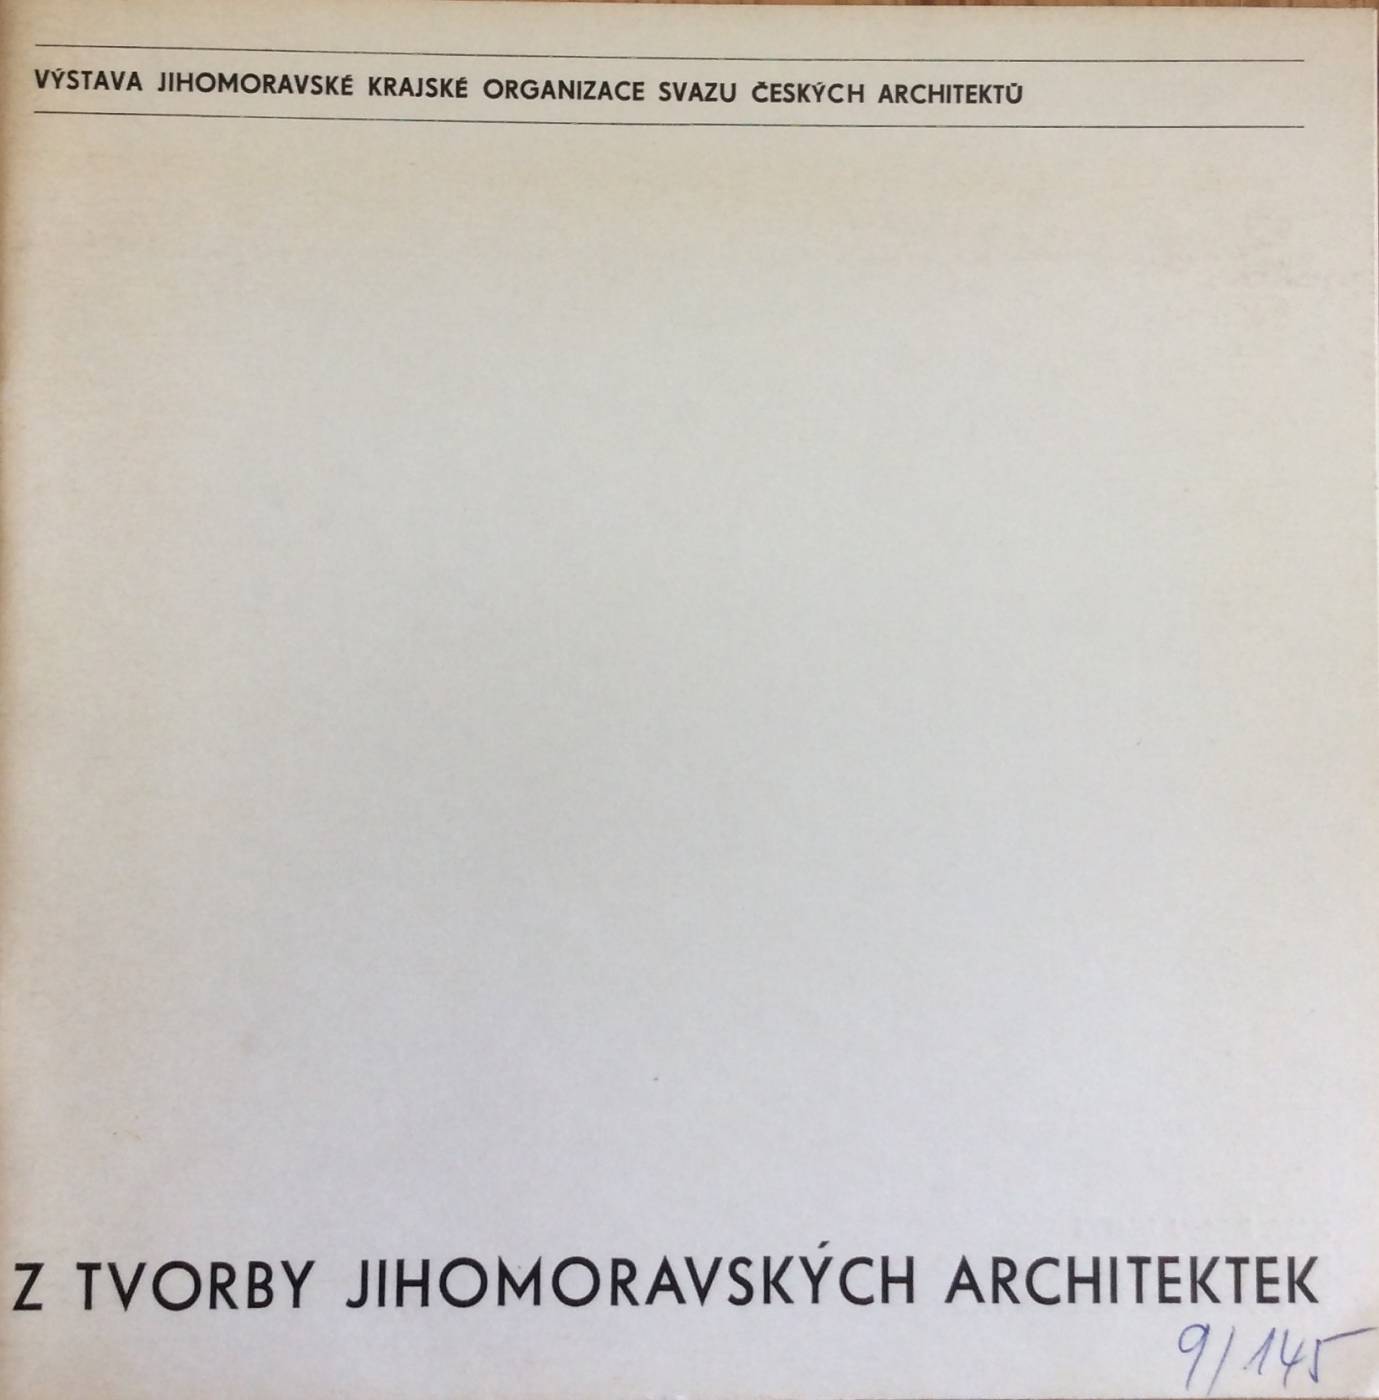 VÝSTAVA JIHOMORAVSKÉ KRAJSKÉ ORGANIZACE SVAZU ČESKÝCH ARCHITEKTŮ
Z TVORBY JIHOMORAVSKÝCH ARCHITEKTEK
9/145